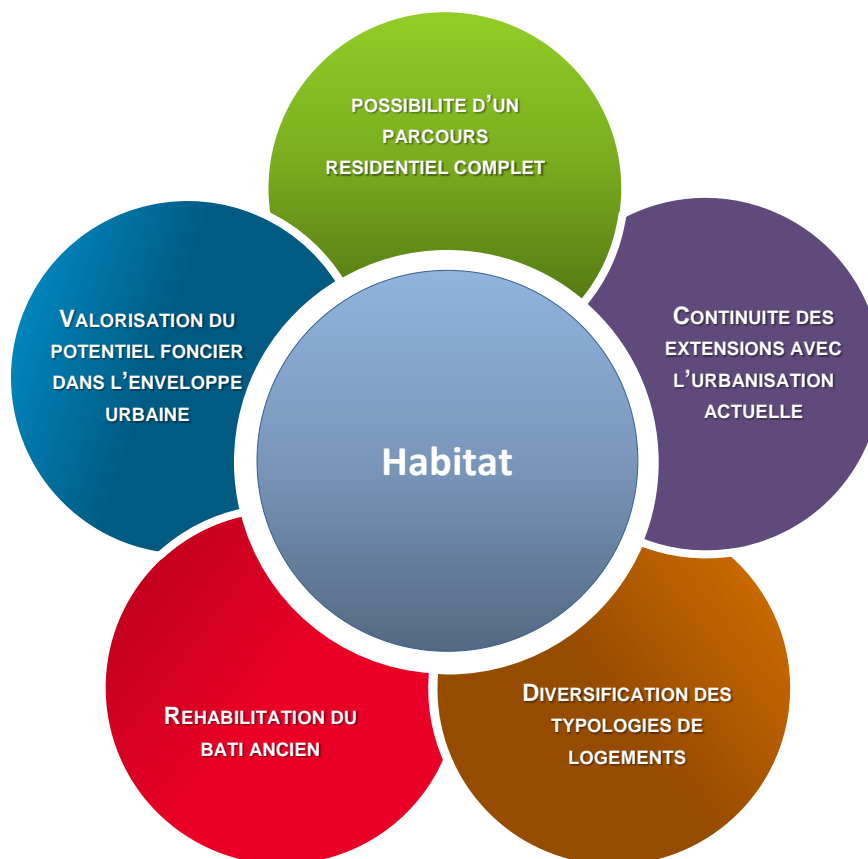 POSSIBILITE D'UN
PARCOURS
RESIDENTIEL COMPLET
CONTINUITE DES
EXTENSIONS AVEC
L'URBANISATION
ACTUELLE
DIVERSIFICATION DES
TYPOLOGIES DE
LOGEMENTS
REHABILITATION DU
BATI ANCIEN
VALORISATION DU
POTENTIEL FONCIER
DANS L'ENVELOPPE
URBAINE
Habitat